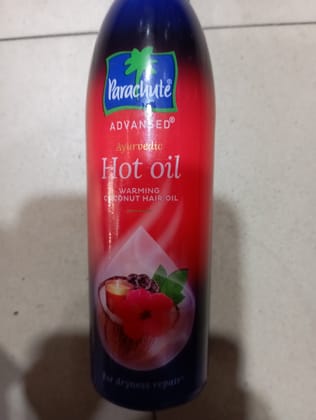 Parachute®
ADVANSED®
Ayurvedic
Hot oil
WARMING
COCONUT HAIR OIL
For dryness repair*